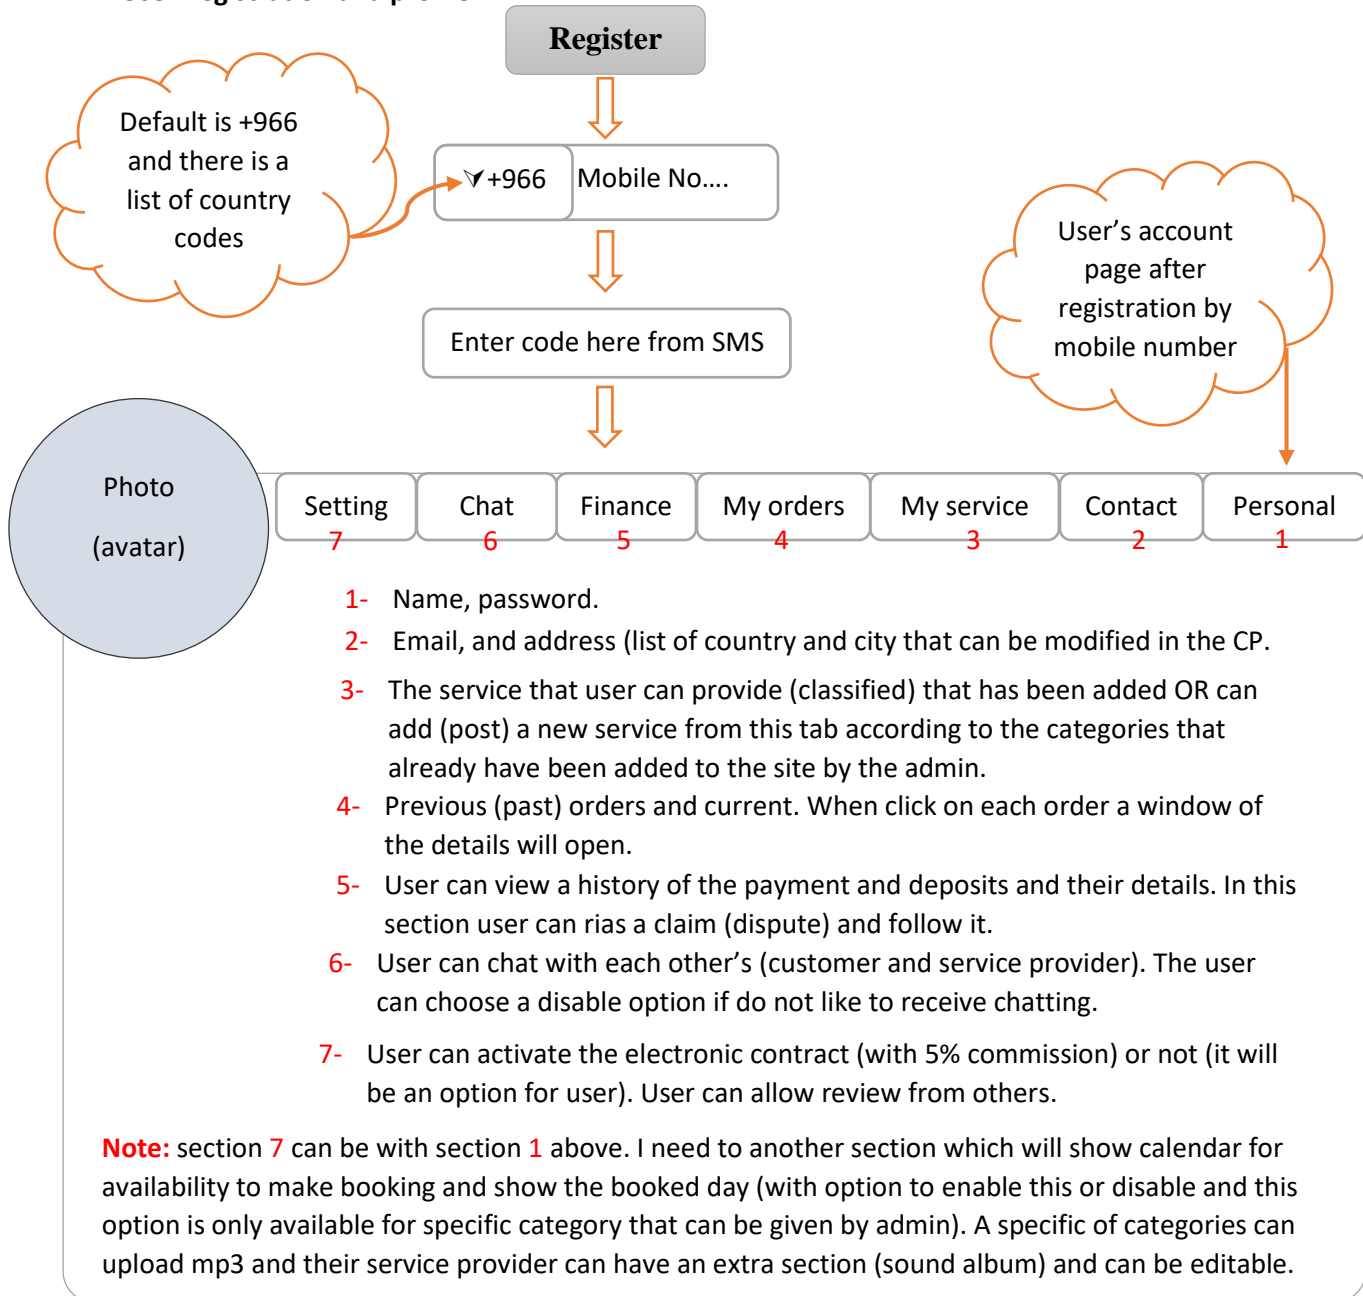 Register
Default is +966
and there is a
list of country
codes
+966 Mobile No....
User's account
page after
registration by
mobile number
Enter code here from SMS
Photo
(avatar)
Setting Chat Finance My orders My service Contact Personal
7 6 5 4 3 2 1
1- Name, password.
2- Email, and address (list of country and city that can be modified in the CP.
3- The service that user can provide (classified) that has been added OR can
add (post) a new service from this tab according to the categories that
already have been added to the site by the admin.
4- Previous (past) orders and current. When click on each order a window of
the details will open.
5- User can view a history of the payment and deposits and their details. In this
section user can rias a claim (dispute) and follow it.
6- User can chat with each other's (customer and service provider). The user
can choose a disable option if do not like to receive chatting.
7- User can activate the electronic contract (with 5% commission) or not (it will
be an option for user). User can allow review from others.
Note: section 7 can be with section 1 above. I need to another section which will show calendar for
availability to make booking and show the booked day (with option to enable this or disable and this
option is only available for specific category that can be given by admin). A specific of categories can
upload mp3 and their service provider can have an extra section (sound album) and can be editable.